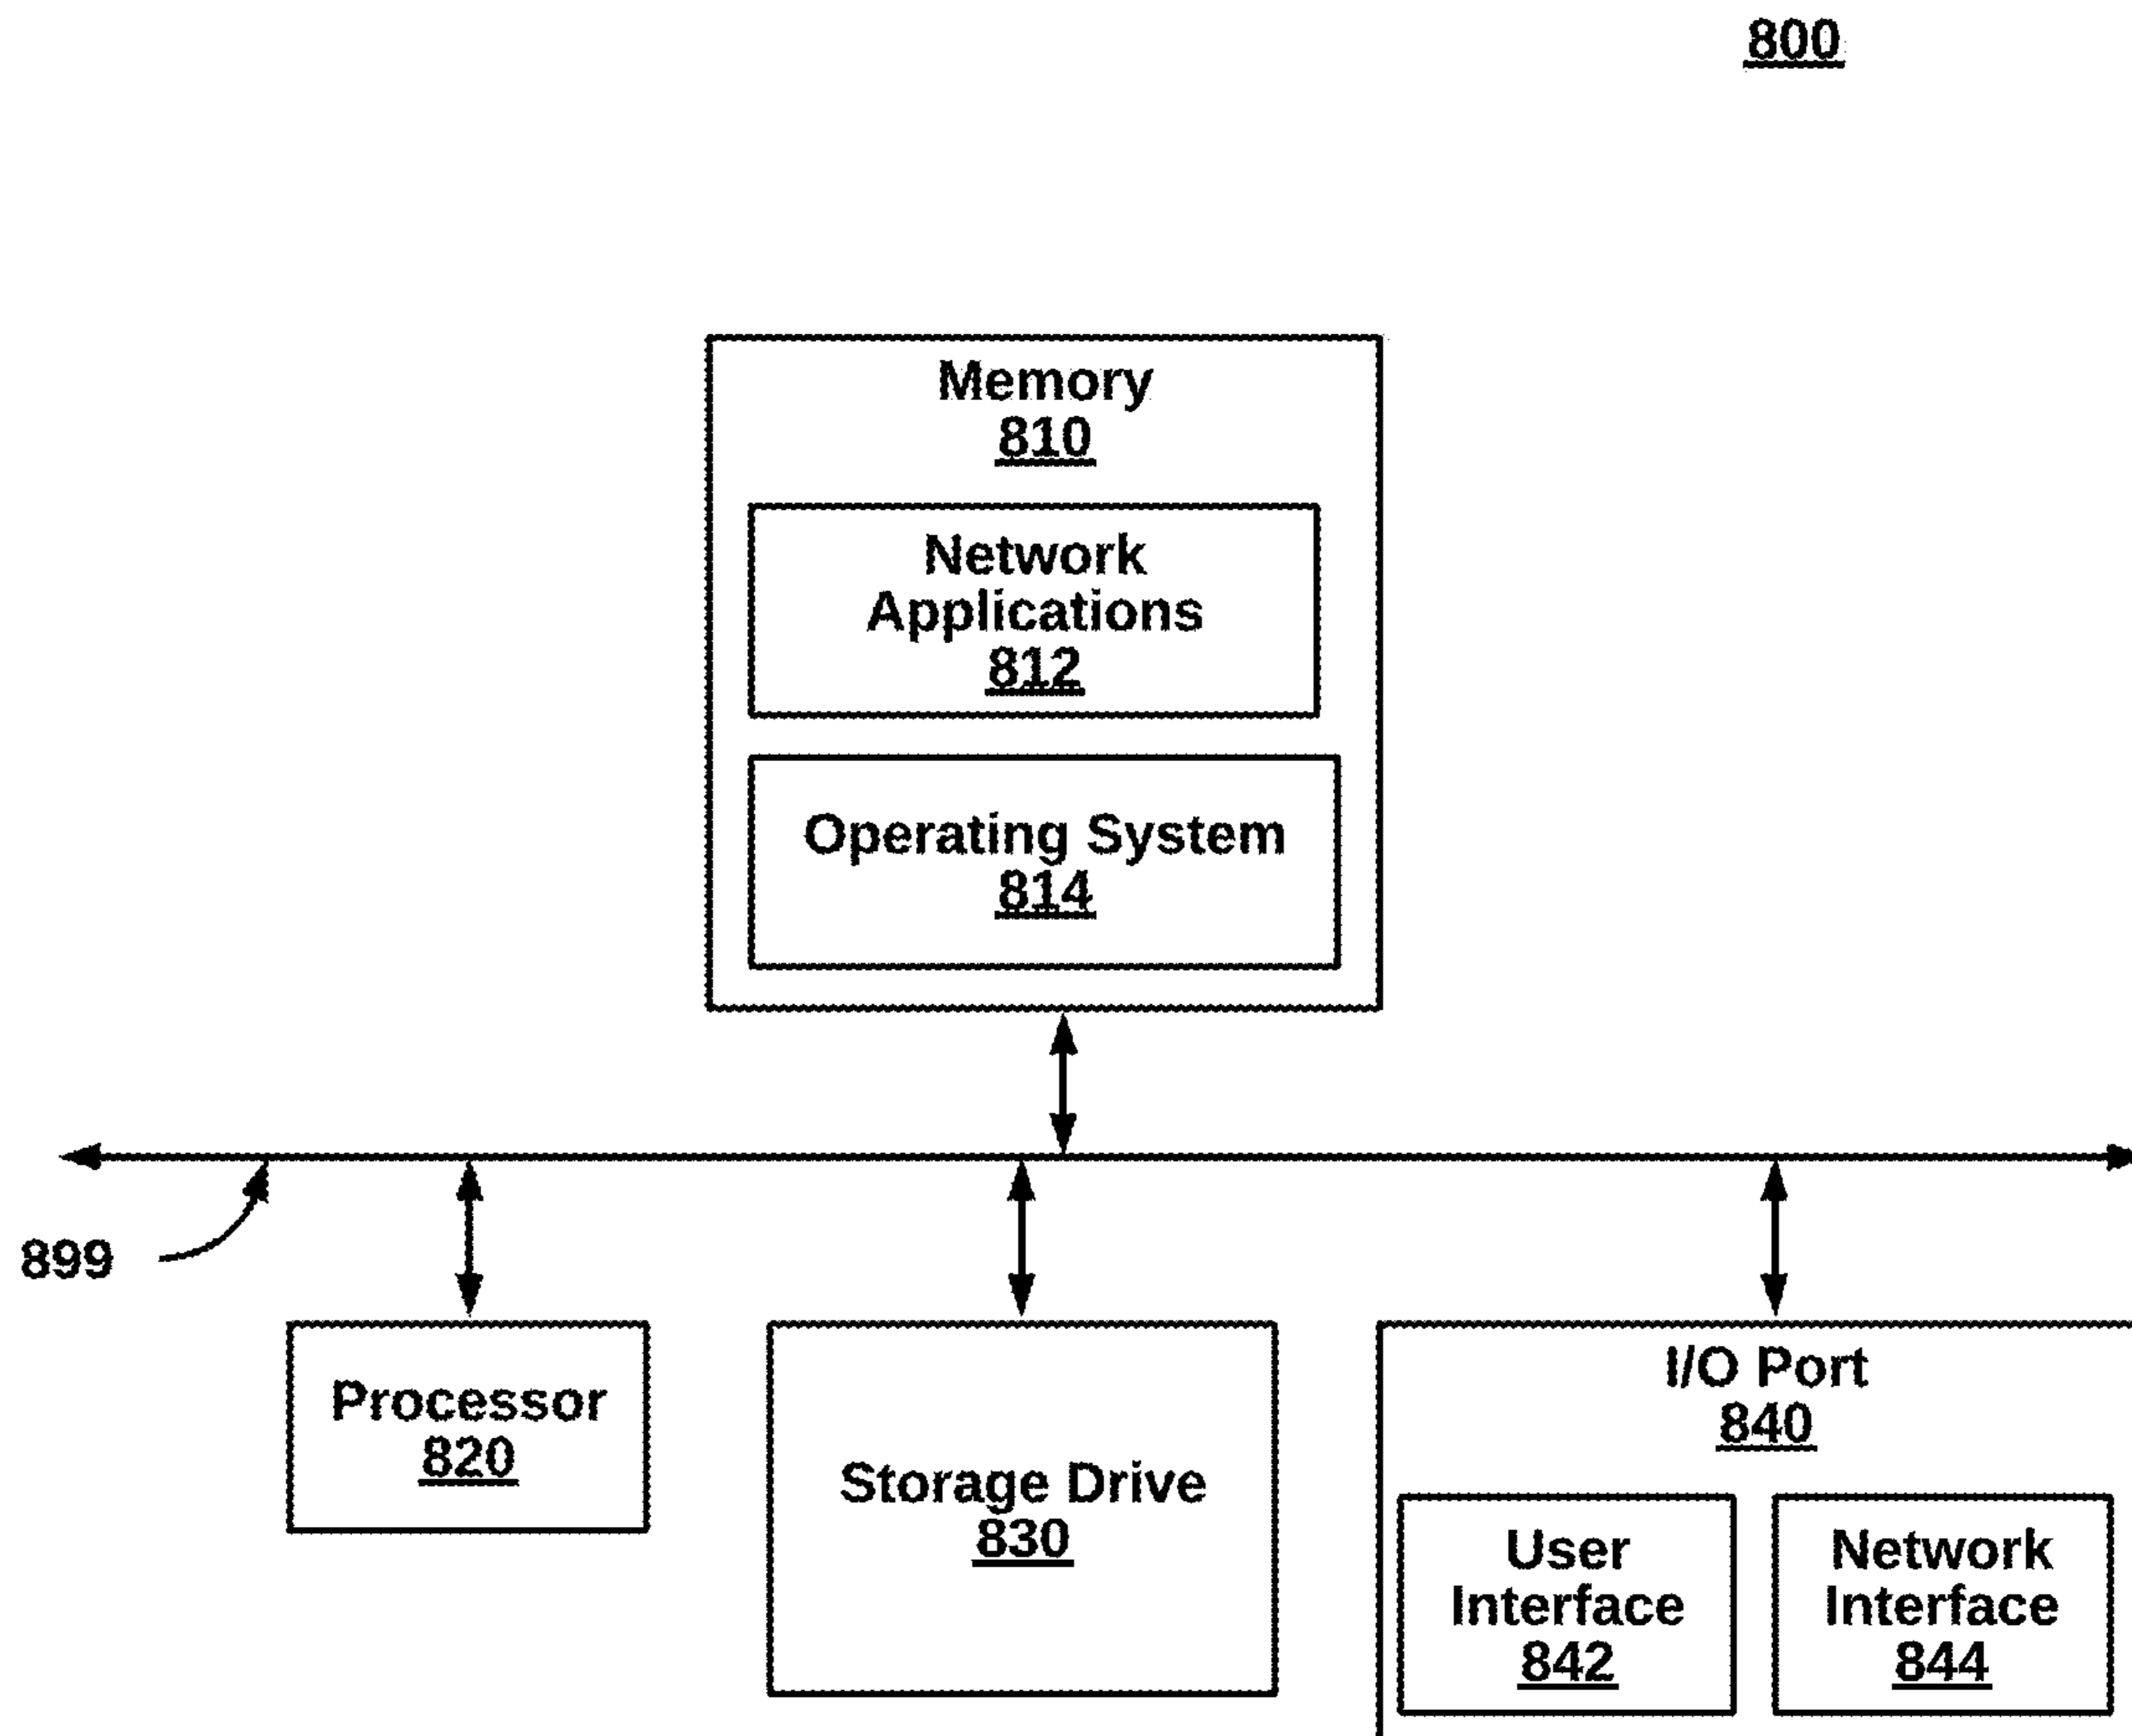 800
Memory
810
Network
Applications
812
Operating System
814
899
Processor
820
Storage Drive
830
I/O Port
840
User
Interface
842
Network
Interface
844